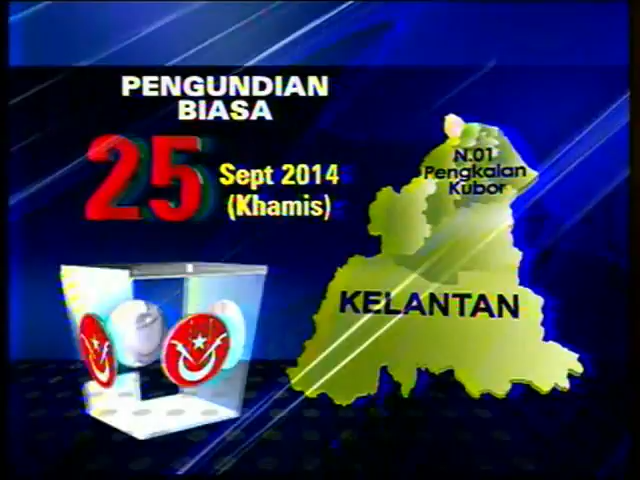 PENGUNDIAN
BIASA
25
Sept 2014
(Khamis)
N.01
Pengkalan
Kubor
KELANTAN